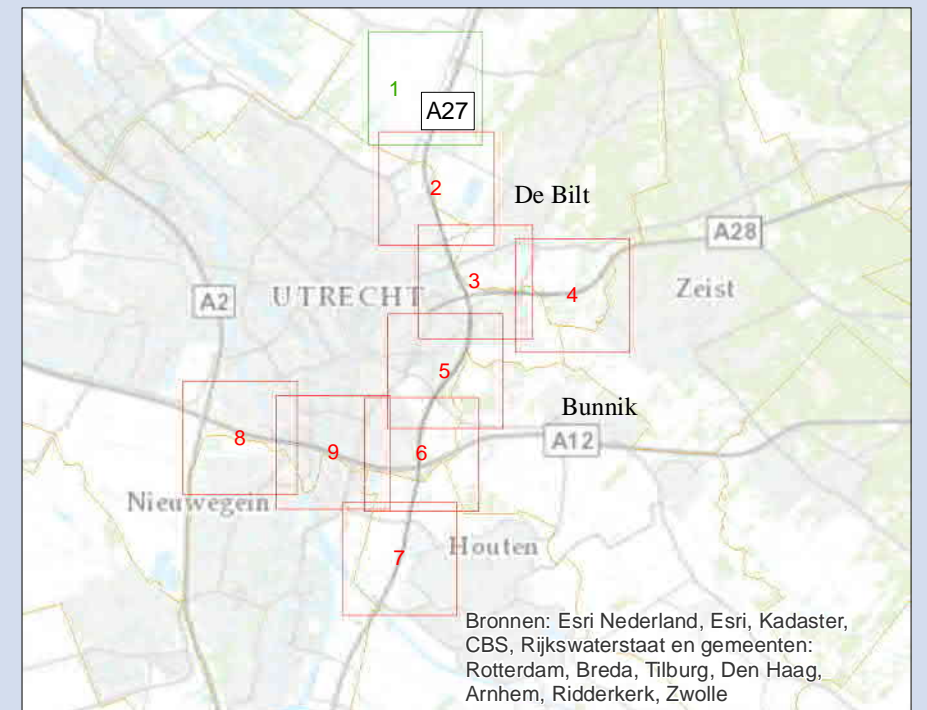 1
A27
2
De Bilt
A28
3
4
Zeist
A2
UTRECHT
5
Bunnik
A12
8
9
6
Nieuwegein
7
Houten
Bronnen: Esri Nederland, Esri, Kadaster,
CBS, Rijkswaterstaat en gemeenten:
Rotterdam, Breda, Tilburg, Den Haag,
Arnhem, Ridderkerk, Zwolle